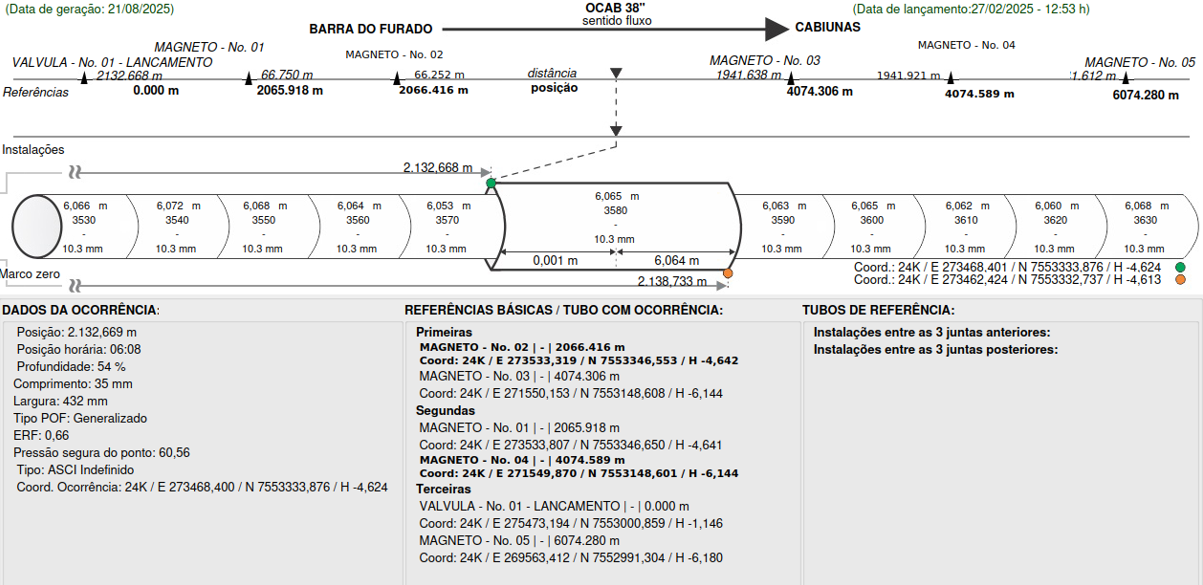 (Data de geração: 21/08/2025)
OCAB 38"
sentido fluxo
(Data de lançamento:27/02/2025 - 12:53 h)
BARRA DO FURADO
CABIUNAS
MAGNETO - No. 01
MAGNETO - No. 02
MAGNETO - No. 04
VALVULA - No. 01 - LANCAMENTO
MAGNETO - No. 03
MAGNETO - No. 05
2132.668 m
66.750 m
66.252 m
distância
1941.638 m
1941.921 m
1.612 m
Referências
0.000 m
2065.918 m
2066.416 m
posição
4074.306 m
4074.589 m
6074.280 m
Instalações
2.132,668 m
6,066 m
3530
-
10.3 mm
6,072 m
3540
-
10.3 mm
6,068 m
3550
-
10.3 mm
6,064 m
3560
-
10.3 mm
6,053 m
3570
-
10.3 mm
6,065 m
3580
-
10.3 mm
0,001 m
6,064 m
6,063 m
3590
-
10.3 mm
6,065 m
3600
-
10.3 mm
6,062 m
3610
-
10.3 mm
6,060 m
3620
-
10.3 mm
6,068 m
3630
-
10.3 mm
Marco zero
2.138,733 m
Coord.: 24K / E 273468,401 / N 7553333,876 / H -4.624
Coord.: 24K / E 273462,424 / N 7553332,737 / H -4,613
DADOS DA OCORRÊNCIA:
Posição: 2.132,669 m
Posição horária: 06:08
Profundidade: 54 %
Comprimento: 35 mm
Largura: 432 mm
Tipo POF: Generalizado
ERF: 0,66
Pressão segura do ponto: 60,56
Tipo: ASCI Indefinido
Coord. Ocorrência: 24K / E 273468,400 / N 7553333,876 / H -4,624
REFERÊNCIAS BÁSICAS / TUBO COM OCORRÊNCIA:
Primeiras
MAGNETO - No. 02 | - | 2066.416 m
Coord: 24K / E 273533,319 / N 7553346,553 / H -4,642
MAGNETO - No. 03 | - | 4074.306 m
Coord: 24K / E 271550,153 / N 7553148,608 / H -6,144
Segundas
MAGNETO - No. 01 | - | 2065.918 m
Coord: 24K / E 273533,807 / N 7553346,650 / H -4,641
MAGNETO - No. 04 | - | 4074.589 m
Coord: 24K / E 271549,870 / N 7553148,601 / H -6,144
Terceiras
VALVULA - No. 01 - LANCAMENTO | - | 0.000 m
Coord: 24K / E 275473,194 / N 7553000,859 / H -1,146
MAGNETO - No. 05 | - | 6074.280 m
Coord: 24K / E 269563,412 / N 7552991,304 / H -6,180
TUBOS DE REFERÊNCIA:
Instalações entre as 3 juntas anteriores:
Instalações entre as 3 juntas posteriores: